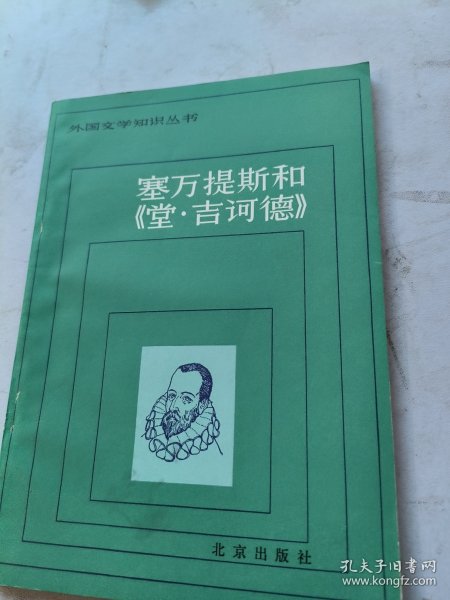 外国文学知识丛书
塞万提斯和
《堂·吉诃德》
北京出版社
孔夫子旧书网
www.kongfz.com